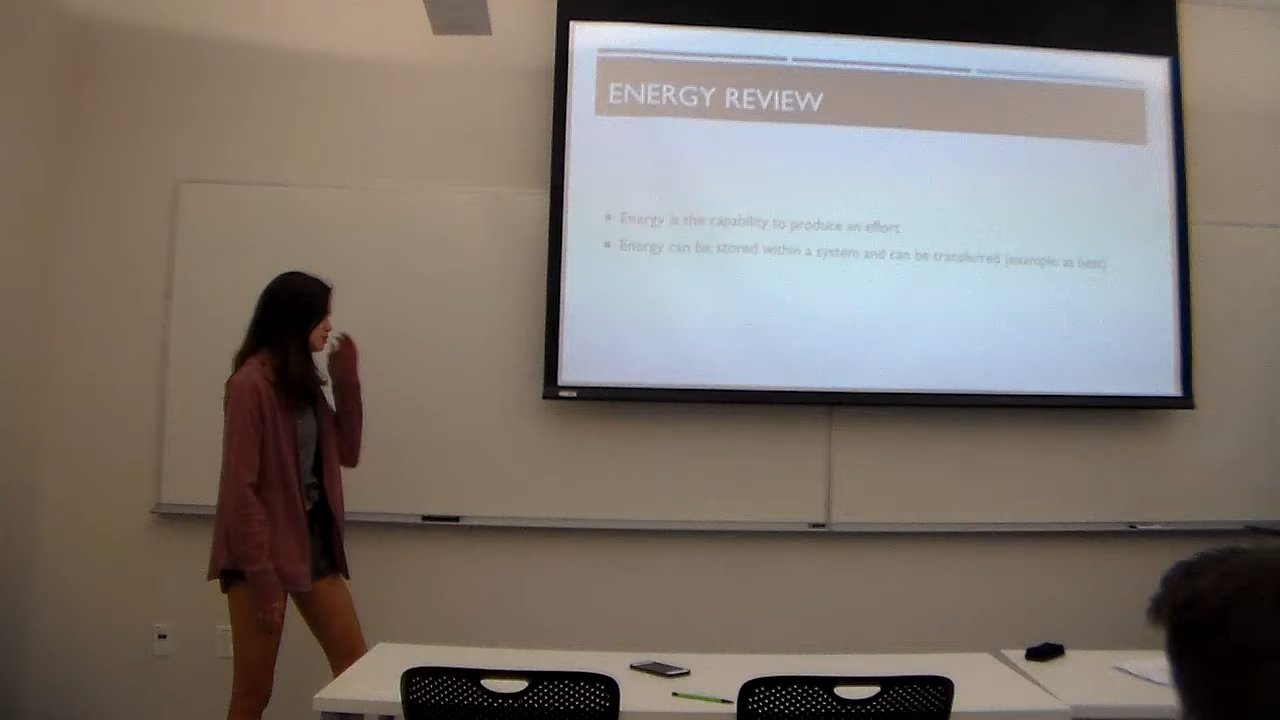 ENERGY REVIEW
Energy is the capability to produce an effort
Energy can be stored within a system and can be transferred (example: as heat)